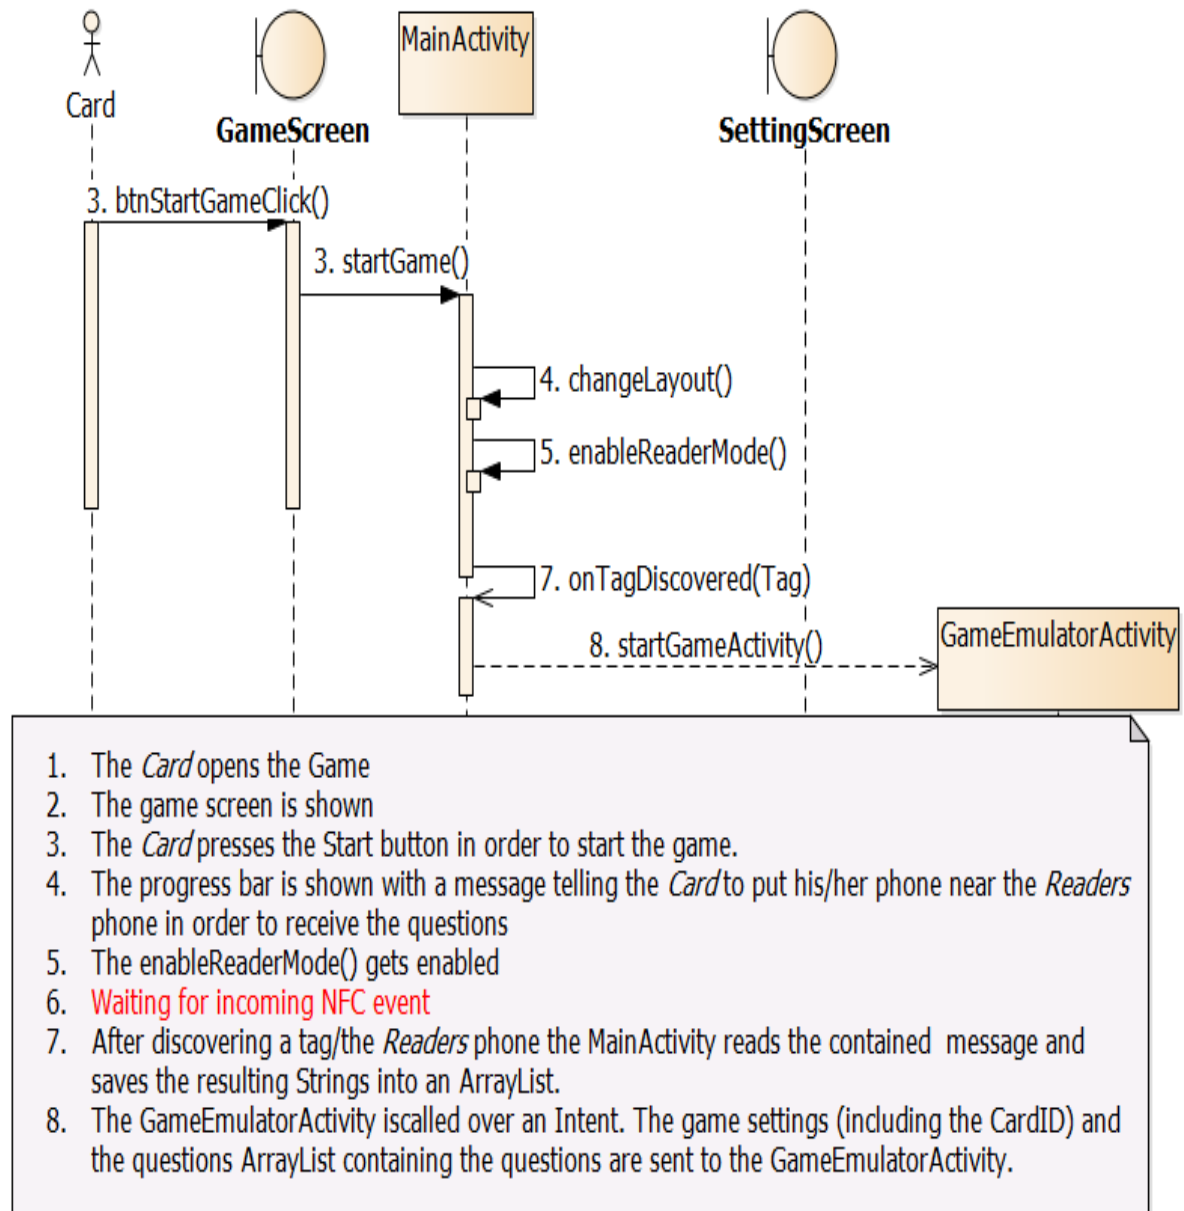 Card
GameScreen
MainActivity
SettingScreen
3. btnStartGameClick()
3. startGame()
4. changeLayout()
5. enableReaderMode()
7. onTagDiscovered(Tag)
8. startGameActivity()
GameEmulatorActivity
1. The Card opens the Game
2. The game screen is shown
3. The Card presses the Start button in order to start the game.
4. The progress bar is shown with a message telling the Card to put his/her phone near the Readers
phone in order to receive the questions
5. The enableReaderMode() gets enabled
6. Waiting for incoming NFC event
7. After discovering a tag/the Readers phone the MainActivity reads the contained message and
saves the resulting Strings into an ArrayList.
8. The GameEmulatorActivity iscalled over an Intent. The game settings (including the CardID) and
the questions ArrayList containing the questions are sent to the GameEmulatorActivity.